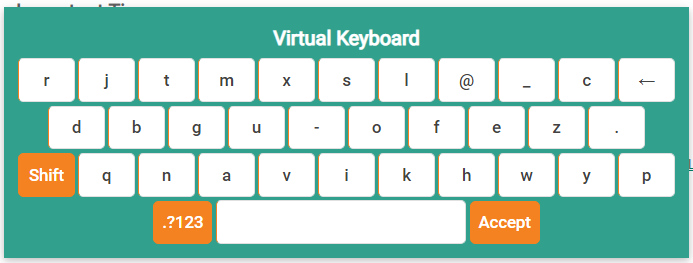 Virtual Keyboard
r j t m x s l @ _ c ←
d b g u - o f e z .
Shift q n a v i k h w y p
.?123 Accept